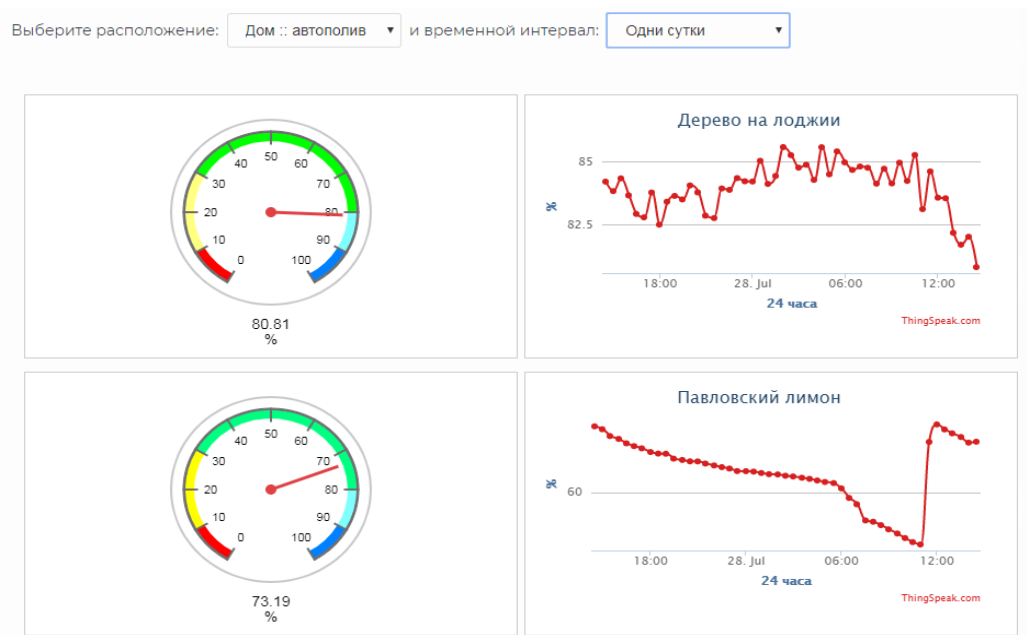 Выберите расположение: Дом :: автополив и временной интервал: Одни сутки
50
40 60
30 70
20 80
10 90
0 100
80.81
%
Дерево на лоджии
85
%
82.5
18:00 28. Jul 06:00 12:00
24 часа
ThingSpeak.com
50
40 60
30 70
20 80
10 90
0 100
73.19
%
Павловский лимон
%
60
18:00 28. Jul 06:00 12:00
24 часа
ThingSpeak.com